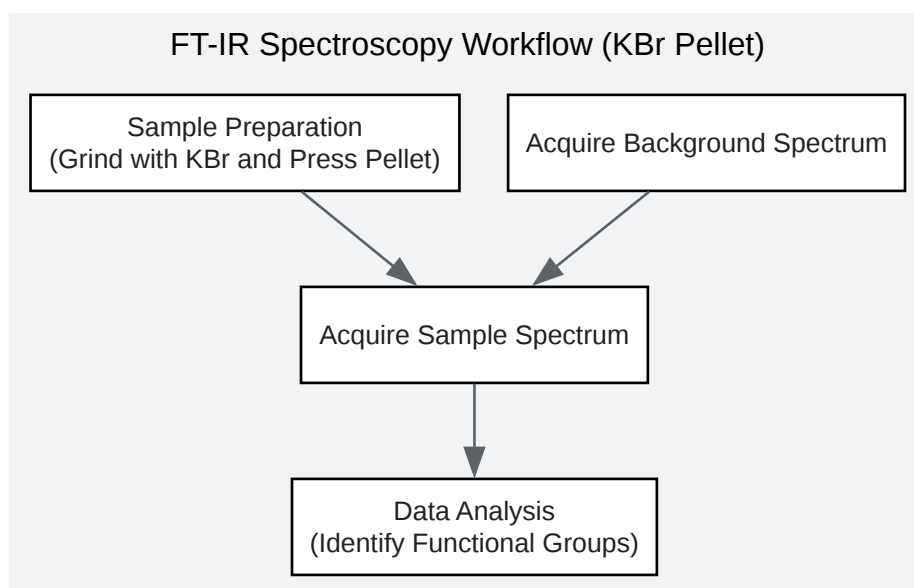 FT-IR Spectroscopy Workflow (KBr Pellet)
Sample Preparation
(Grind with KBr and Press Pellet)
Acquire Background Spectrum
Acquire Sample Spectrum
Data Analysis
(Identify Functional Groups)